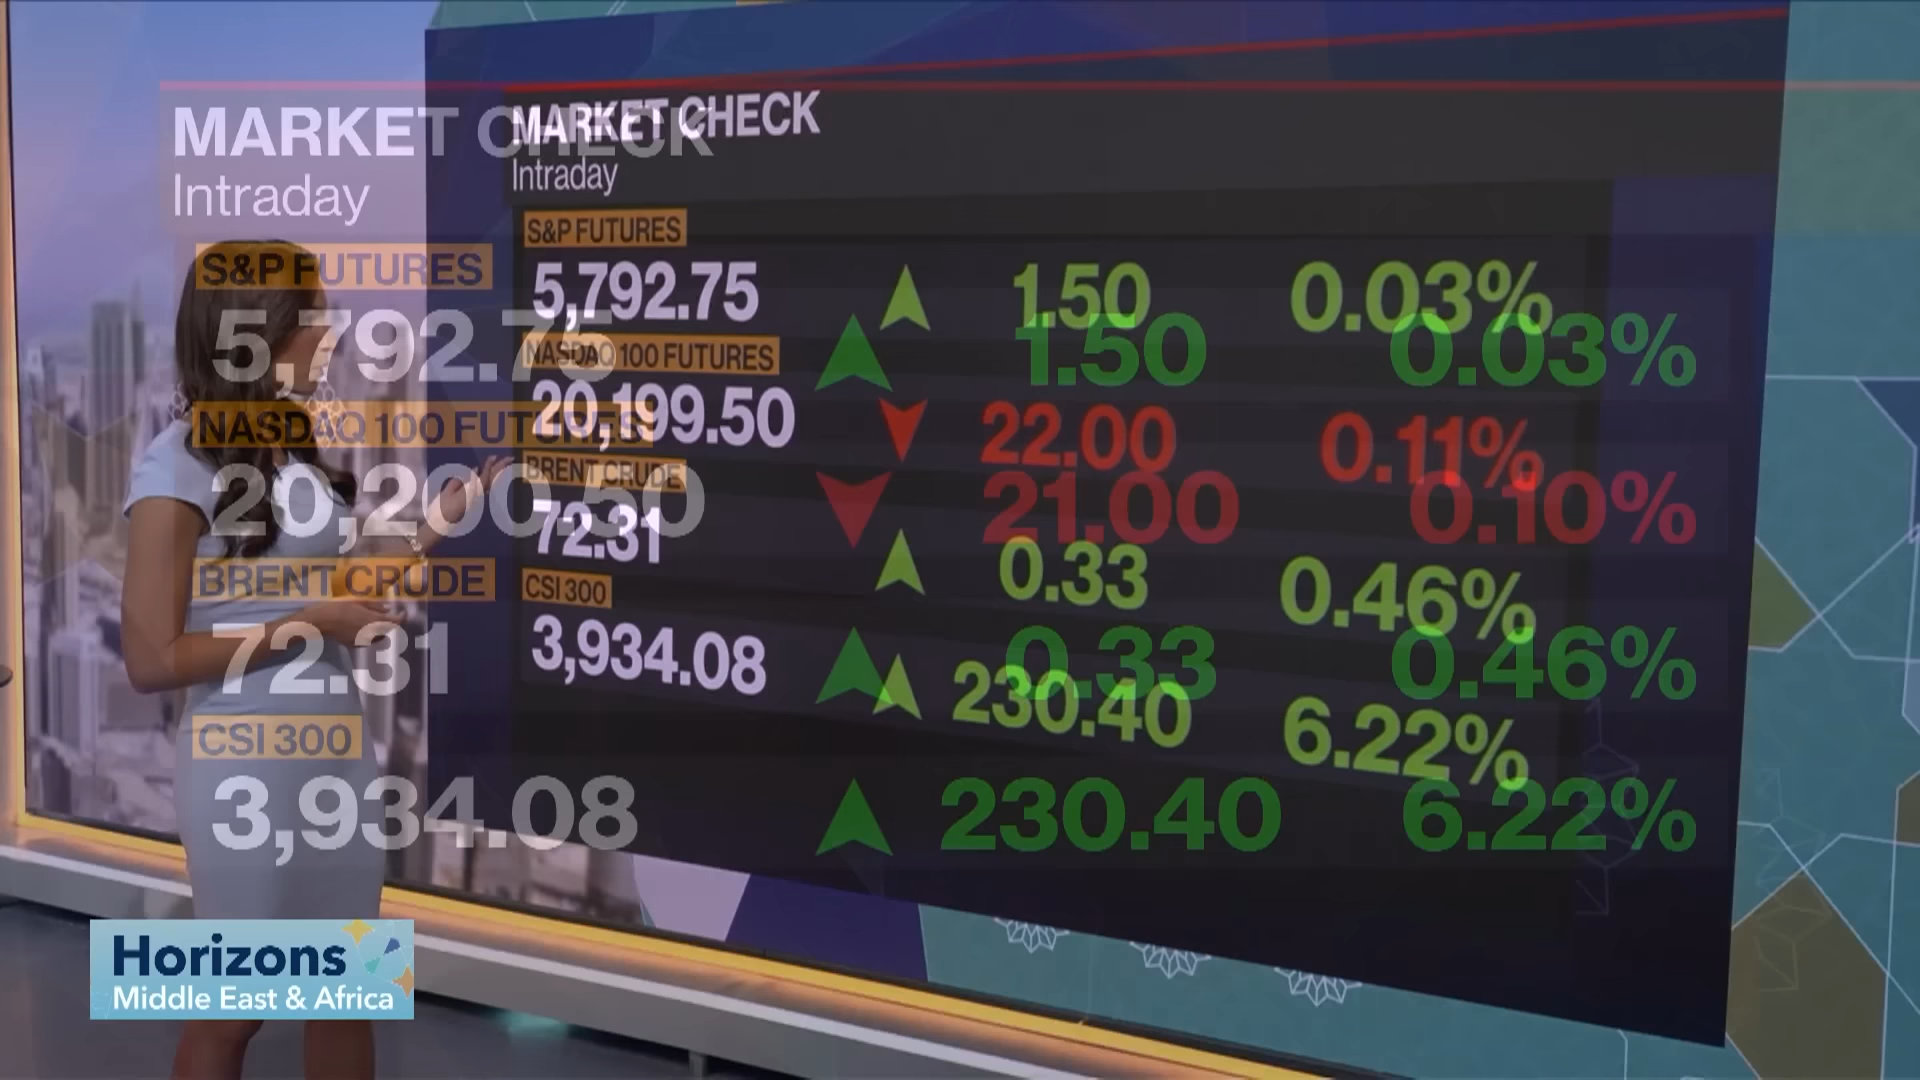 MARKET CHECK
Intraday
S&P FUTURES
5,792.75 1.50 0.03%
NASDAQ 100 FUTURES
20,200.50 21.00 0.10%
BRENT CRUDE
72.31 0.33 0.46%
CSI 300
3,934.08 230.40 6.22%
MARKET CHECK
Intraday
S&P FUTURES
5,792.75 1.50 0.03%
NASDAQ 100 FUTURES
20,199.50 22.00 0.11%
BRENT CRUDE
72.31 0.33 0.46%
CSI 300
3,934.08 230.40 6.22%
Horizons
Middle East & Africa